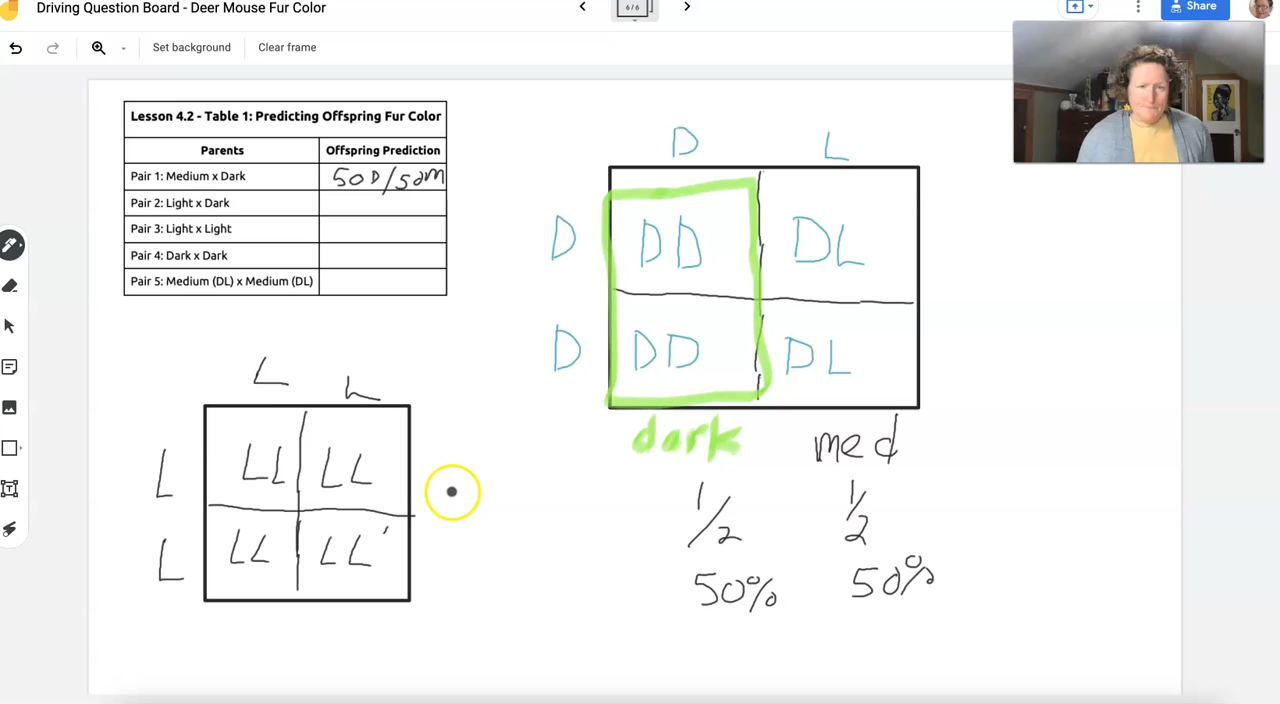 Driving Question Board - Deer Mouse Fur Color
6/6
Share
Set background
Clear frame
Lesson 4.2 - Table 1: Predicting Offspring Fur Color
Parents Offspring Prediction
Pair 1: Medium x Dark 50D/50M
Pair 2: Light x Dark
Pair 3: Light x Light
Pair 4: Dark x Dark
Pair 5: Medium (DL) x Medium (DL)
D L
D DD DL
D DD DL
dark med
1/2 1/2
50% 50%
L L
L LL LL
L LL LL